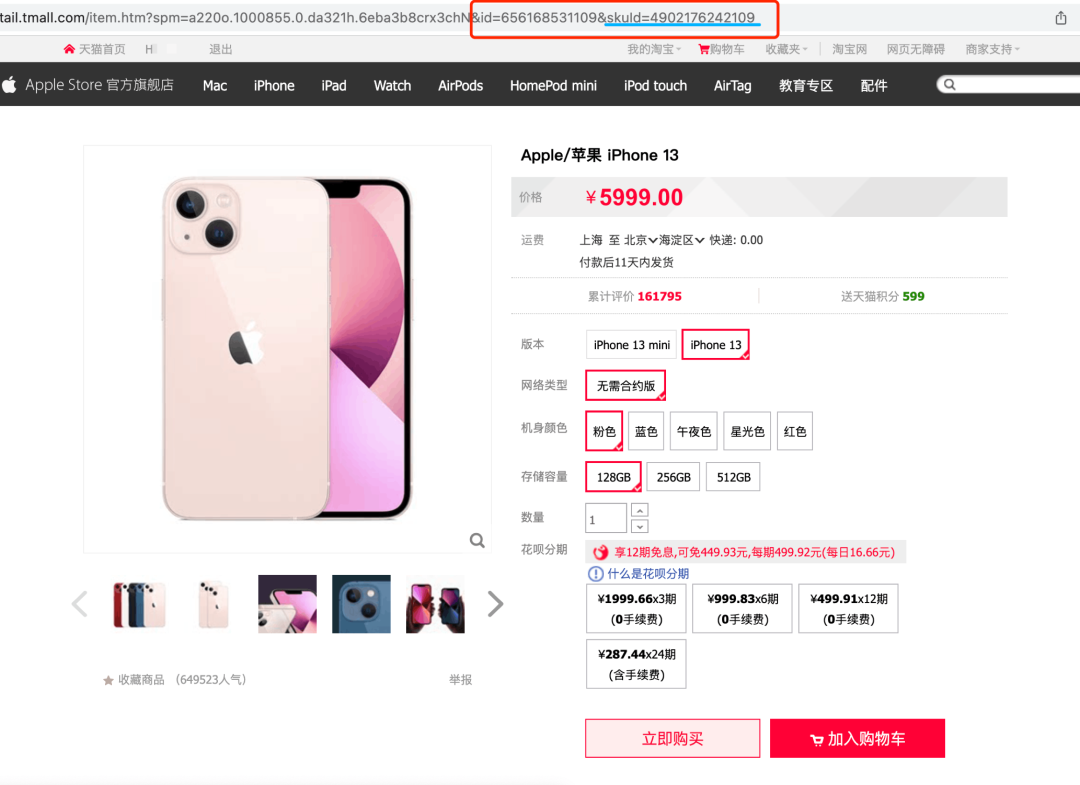 tail.tmall.com/item.htm?spm=a220o.1000855.0.da321h.6eba3b8crx3chN&id=656168531109&skuId=4902176242109
天猫首页 H 退出 我的淘宝 购物车 收藏夹 淘宝网 网页无障碍 商家支持
Apple Store 官方旗舰店 Mac iPhone iPad Watch AirPods HomePod mini iPod touch AirTag 教育专区 配件
Apple/苹果 iPhone 13
价格 ¥5999.00
运费 上海 至 北京 海淀区 快递: 0.00
付款后11天内发货
累计评价 161795 送天猫积分 599
版本 iPhone 13 mini iPhone 13
网络类型 无需合约版
机身颜色 粉色 蓝色 午夜色 星光色 红色
存储容量 128GB 256GB 512GB
数量 1
花呗分期 享12期免息,可免449.93元,每期499.92元(每日16.66元)
什么是花呗分期
¥1999.66x3期 ¥999.83x6期 ¥499.91x12期
(0手续费) (0手续费) (0手续费)
¥287.44x24期
(含手续费)
收藏商品 (649523人气) 举报
立即购买 加入购物车